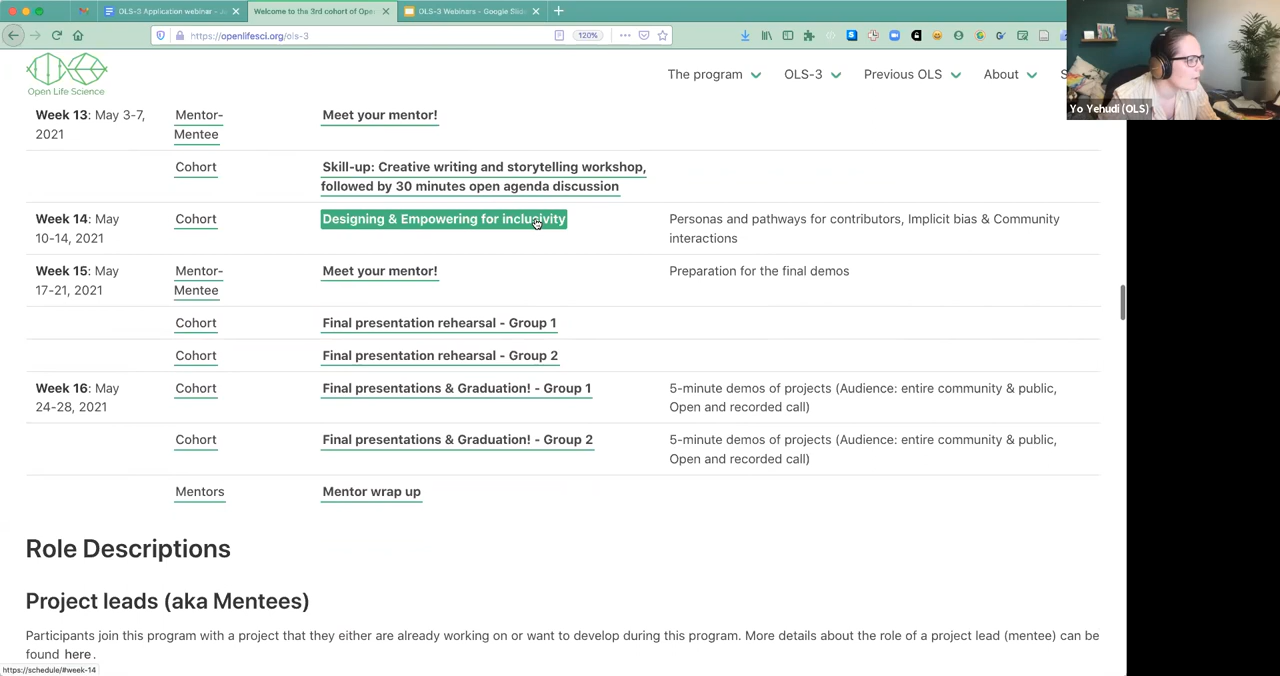 OLS-3 Application webinar - J
Welcome to the 3rd cohort of Ope
OLS-3 Webinars - Google Slid
https://openlifesci.org/ols-3
120%
Open Life Science
The program
OLS-3
Previous OLS
About
S
Yo Yehudi (OLS)
Week 13: May 3-7, 2021
Mentor-Mentee
Meet your mentor!
Cohort
Skill-up: Creative writing and storytelling workshop,
followed by 30 minutes open agenda discussion
Week 14: May
10-14, 2021
Cohort
Designing & Empowering for inclusivity
Personas and pathways for contributors, Implicit bias & Community
interactions
Week 15: May
17-21, 2021
Mentor-
Mentee
Meet your mentor!
Preparation for the final demos
Cohort
Final presentation rehearsal - Group 1
Cohort
Final presentation rehearsal - Group 2
Week 16: May
24-28, 2021
Cohort
Final presentations & Graduation! - Group 1
5-minute demos of projects (Audience: entire community & public,
Open and recorded call)
Cohort
Final presentations & Graduation! - Group 2
5-minute demos of projects (Audience: entire community & public,
Open and recorded call)
Mentors
Mentor wrap up
Role Descriptions
Project leads (aka Mentees)
Participants join this program with a project that they either are already working on or want to develop during this program. More details about the role of a project lead (mentee) can be
found here.
https://schedule/#week-14